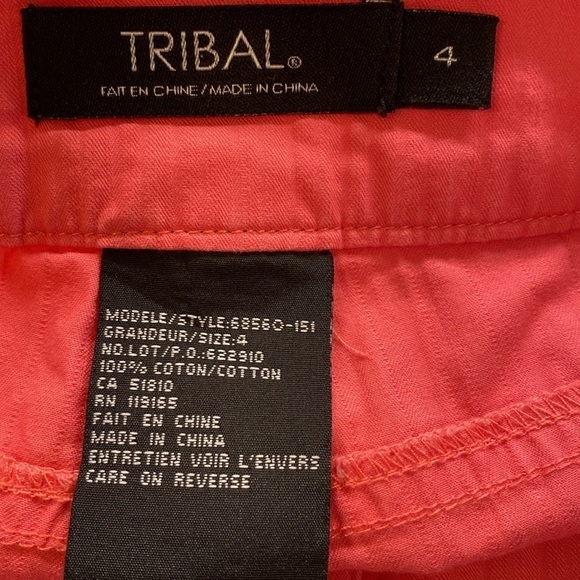 TRIBAL®
FAIT EN CHINE / MADE IN CHINA
4
MODELE/STYLE:68560-151
GRANDEUR/SIZE:4
NO.LOT/P.O.:622910
100% COTON/COTTON
CA 51810
RN 119165
FAIT EN CHINE
MADE IN CHINA
ENTRETIEN VOIR L'ENVERS
CARE ON REVERSE